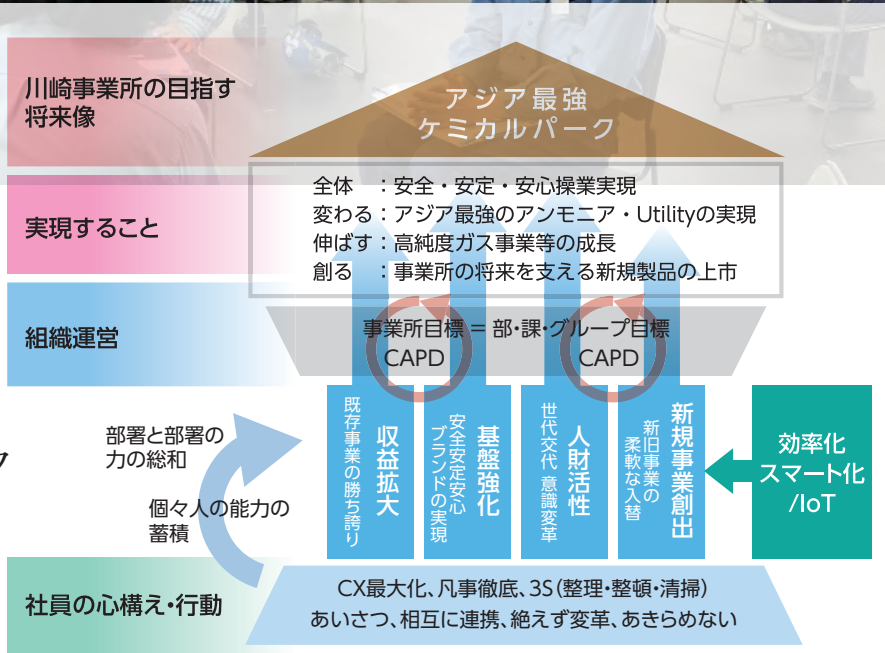 川崎事業所の目指す
将来像
アジア最強
ケミカルパーク
実現すること
全体 :安全・安定・安心操業実現
変わる:アジア最強のアンモニア・Utilityの実現
伸ばす:高純度ガス事業等の成長
創る :事業所の将来を支える新規製品の上市
組織運営
事業所目標 = 部・課・グループ目標
CAPD
CAPD
部署と部署の
力の総和
個々人の能力の
蓄積
収益拡大
既存事業の勝ち誇り
基盤強化
安全安定安心
ブランドの実現
人財活性
世代交代 意識変革
新規事業創出
新旧事業の
柔軟な入替
効率化
スマート化
/IoT
社員の心構え・行動
CX最大化、凡事徹底、3S(整理・整頓・清掃)
あいさつ、相互に連携、絶えず変革、あきらめない